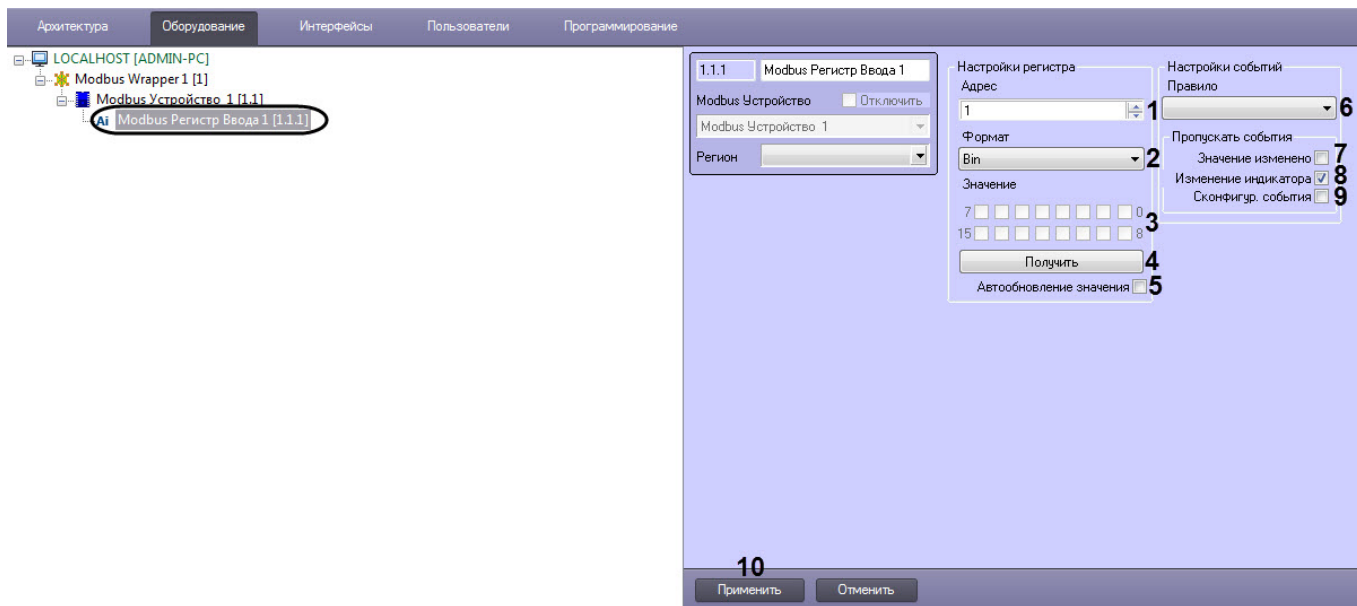 Архитектура Оборудование Интерфейсы Пользователи Программирование
LOCALHOST [ADMIN-PC]
Modbus Wrapper 1 [1]
Modbus Устройство 1 [1.1]
Ai Modbus Регистр Ввода 1 [1.1.1]
1.1.1 Modbus Регистр Ввода 1
Modbus Устройство Отключить
Modbus Устройство 1
Регион
Настройки регистра
Адрес
1 1
Формат
Bin 2
Значение
7 0
3
15 8
Получить 4
Автообновление значения 5
Настройки событий
Правило
6
Пропускать события
Значение изменено 7
Изменение индикатора 8
Сконфигур. события 9
10
Применить Отменить